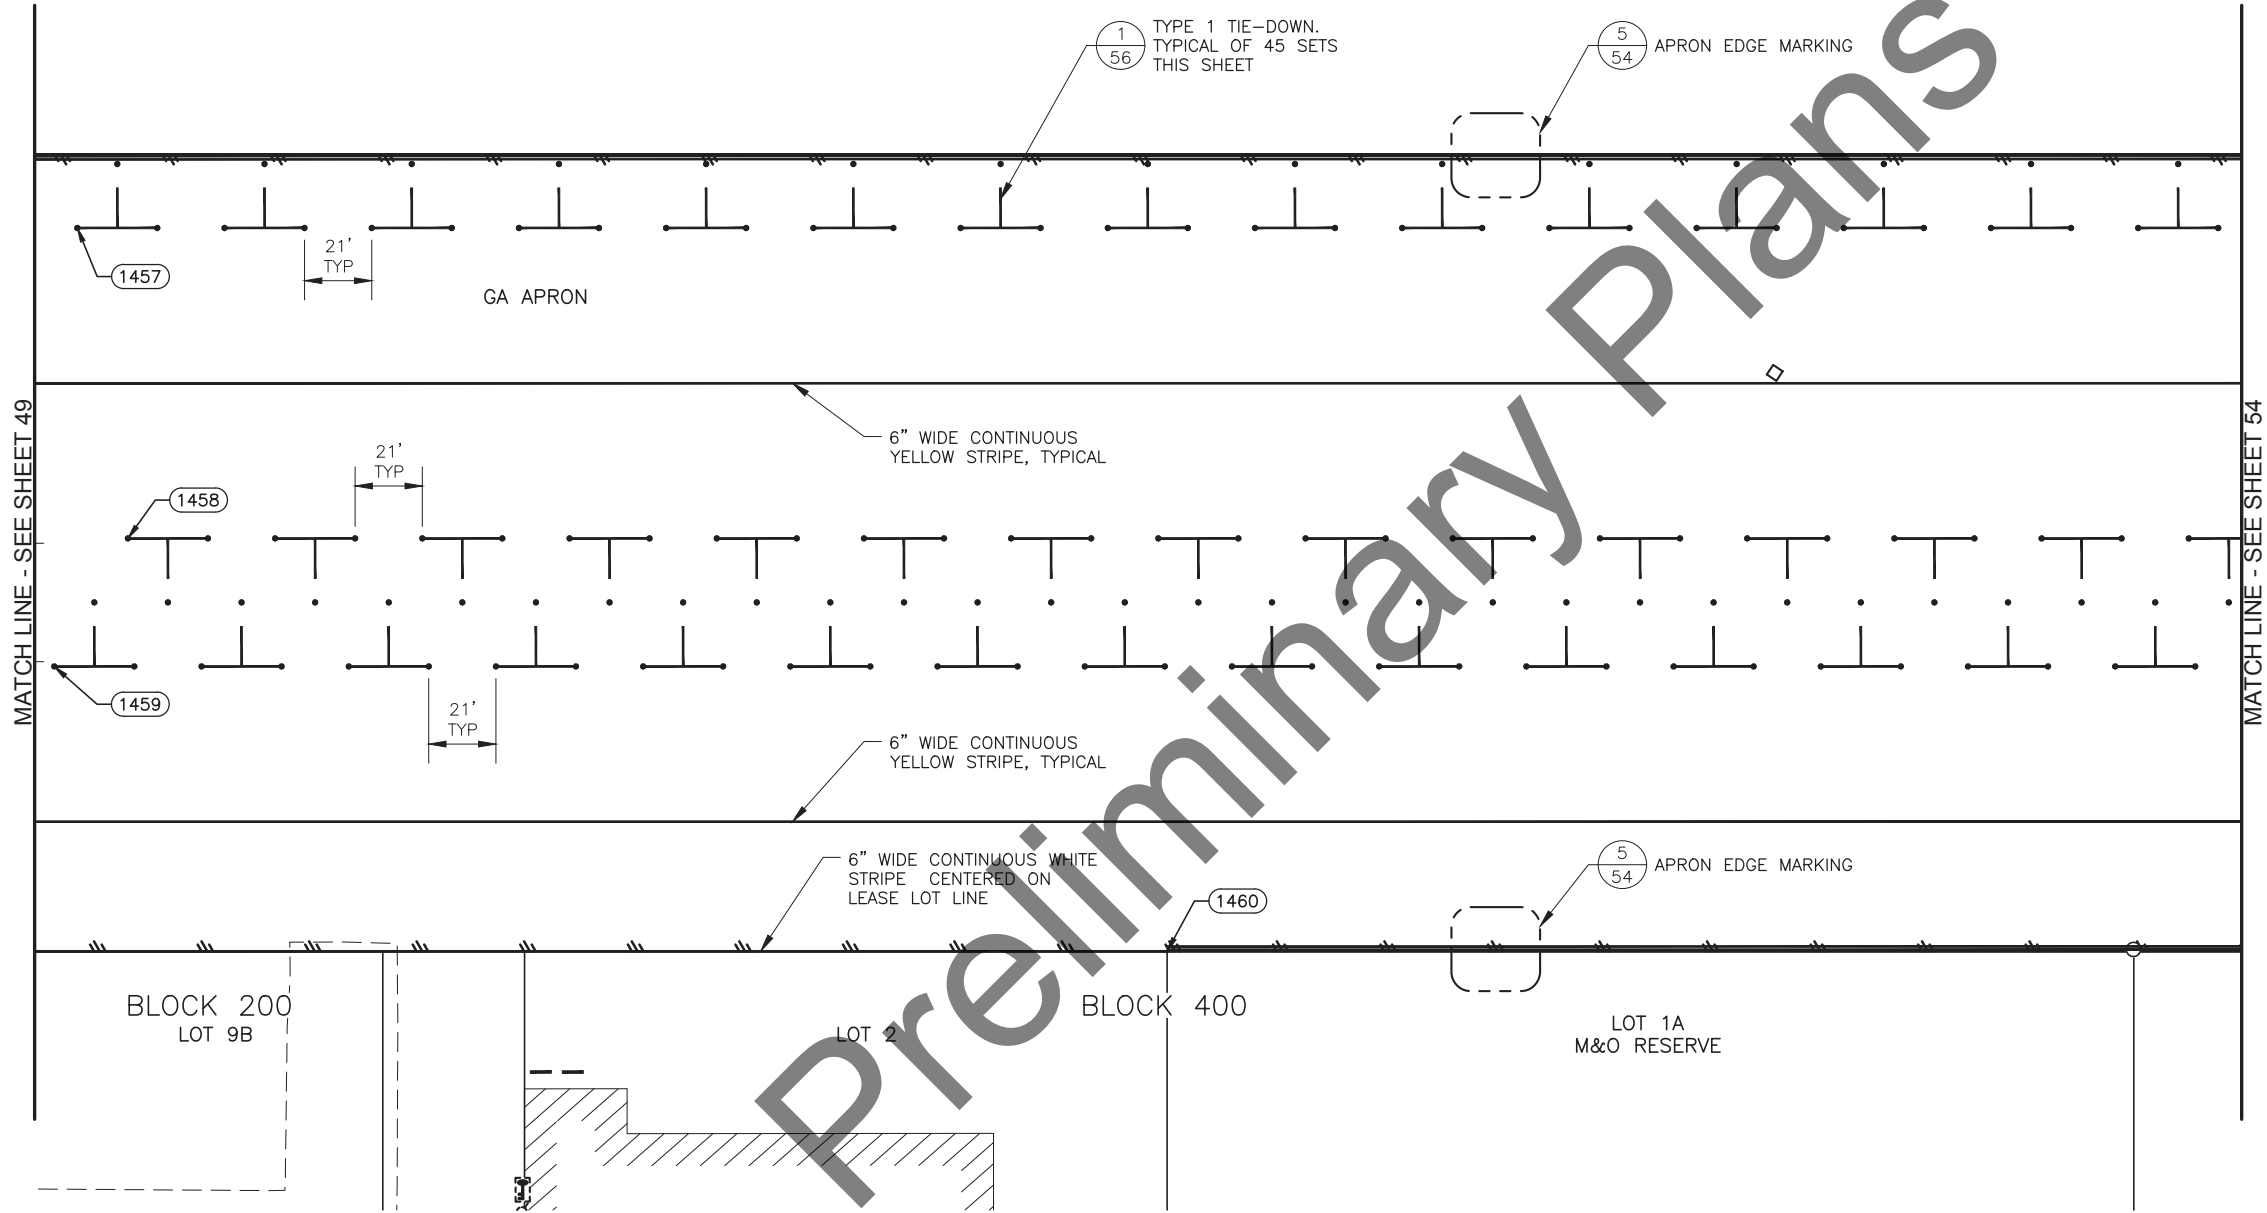 1
56
TYPE 1 TIE-DOWN.
TYPICAL OF 45 SETS
THIS SHEET
5
54
APRON EDGE MARKING
21'
TYP
1457
GA APRON
MATCH LINE - SEE SHEET 49
MATCH LINE - SEE SHEET 54
6" WIDE CONTINUOUS
YELLOW STRIPE, TYPICAL
21'
TYP
1458
1459
21'
TYP
6" WIDE CONTINUOUS
YELLOW STRIPE, TYPICAL
6" WIDE CONTINUOUS WHITE
STRIPE CENTERED ON
LEASE LOT LINE
5
54
APRON EDGE MARKING
1460
BLOCK 200
LOT 9B
LOT 2
BLOCK 400
LOT 1A
M&O RESERVE
Preliminary Plans